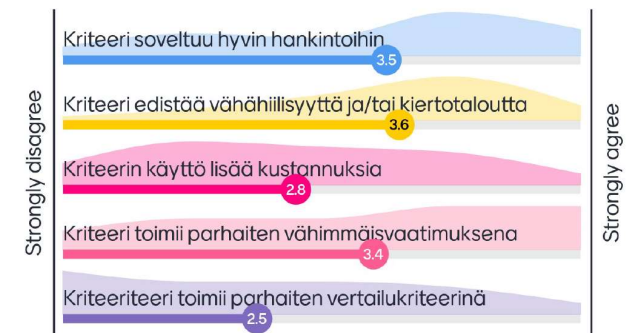 Strongly disagree
Kriteeri soveltuu hyvin hankintoihin
3.5
Kriteeri edistää vähähiilisyyttä ja/tai kiertotaloutta
3.6
Kriteerin käyttö lisää kustannuksia
2.8
Kriteeri toimii parhaiten vähimmäisvaatimuksena
3.4
Kriteeriteeri toimii parhaiten vertailukriteerinä
2.5
Strongly agree